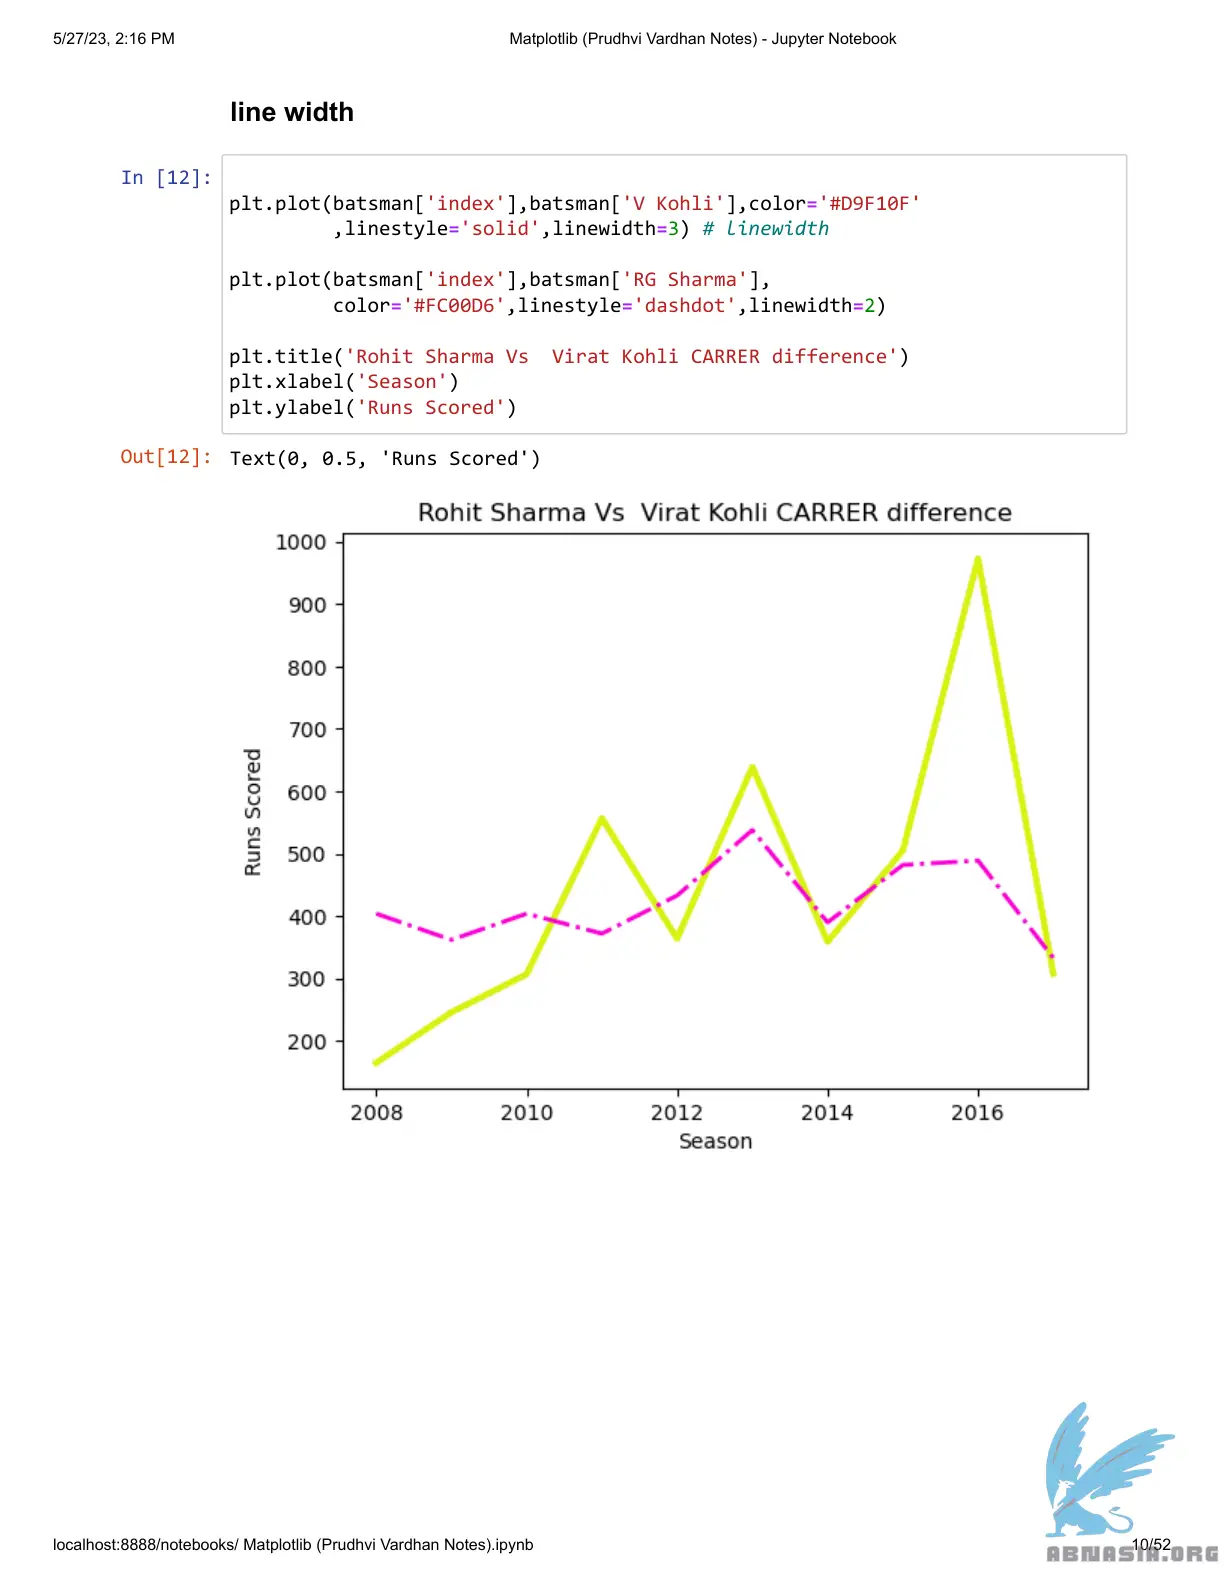 5/27/23, 2:16 PM
Matplotlib (Prudhvi Vardhan Notes) - Jupyter Notebook
line width
In [12]:
plt.plot(batsman['index'],batsman['V Kohli'],color='#D9F10F'
,linestyle='solid',linewidth=3) # linewidth
plt.plot(batsman['index'],batsman['RG Sharma'],
color='#FC00D6',linestyle='dashdot',linewidth=2)
plt.title('Rohit Sharma Vs  Virat Kohli CARRER difference')
plt.xlabel('Season')
plt.ylabel('Runs Scored')
Out[12]: Text(0, 0.5, 'Runs Scored')
Rohit Sharma Vs  Virat Kohli CARRER difference
1000
900
800
700
600
500
400
300
200
Runs Scored
2008 2010 2012 2014 2016
Season
localhost:8888/notebooks/ Matplotlib (Prudhvi Vardhan Notes).ipynb
10/52
ABNASIA.ORG